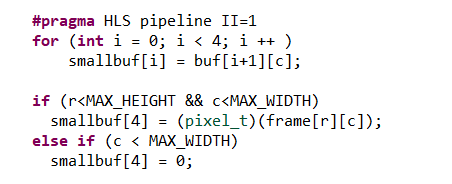 #pragma HLS pipeline II=1
for (int i = 0; i < 4; i ++ )
    smallbuf[i] = buf[i+1][c];

if (r<MAX_HEIGHT && c<MAX_WIDTH)
  smallbuf[4] = (pixel_t)(frame[r][c]);
else if (c < MAX_WIDTH)
  smallbuf[4] = 0;